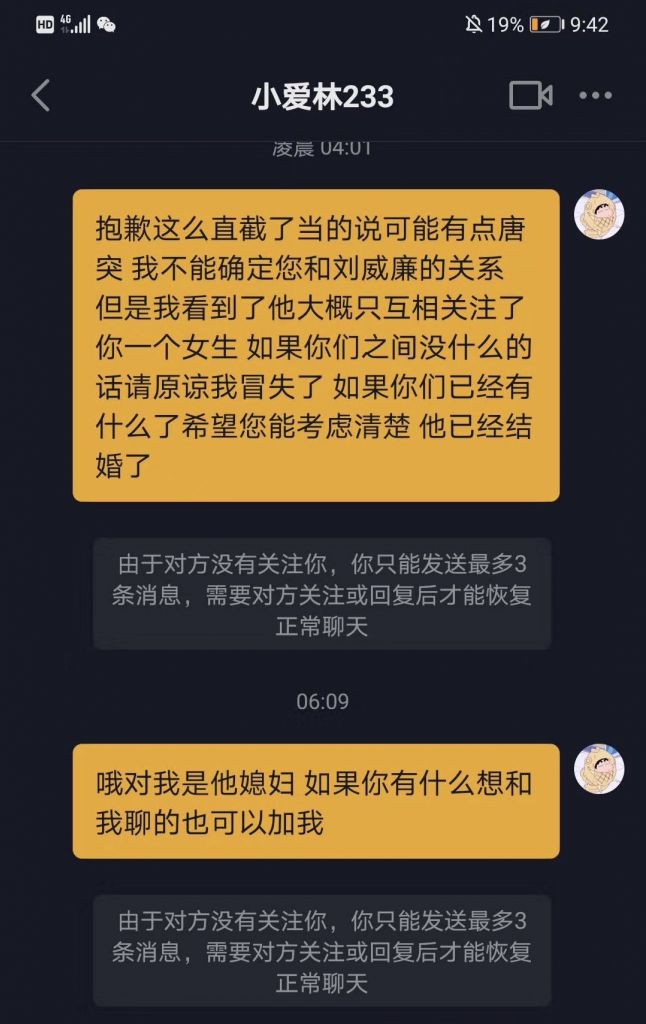 HD 4G 19% 9:42
小爱林233
凌晨 04:01
抱歉这么直截了当的说可能有点唐
突 我不能确定您和刘威廉的关系
但是我看到了他大概只互相关注了
你一个女生 如果你们之间没什么的
话请原谅我冒失了 如果你们已经有
什么了希望您能考虑清楚 他已经结
婚了
由于对方没有关注你，你只能发送最多3
条消息，需要对方关注或回复后才能恢复
正常聊天
06:09
哦对我是他媳妇 如果你有什么想和
我聊的也可以加我
由于对方没有关注你，你只能发送最多3
条消息，需要对方关注或回复后才能恢复
正常聊天